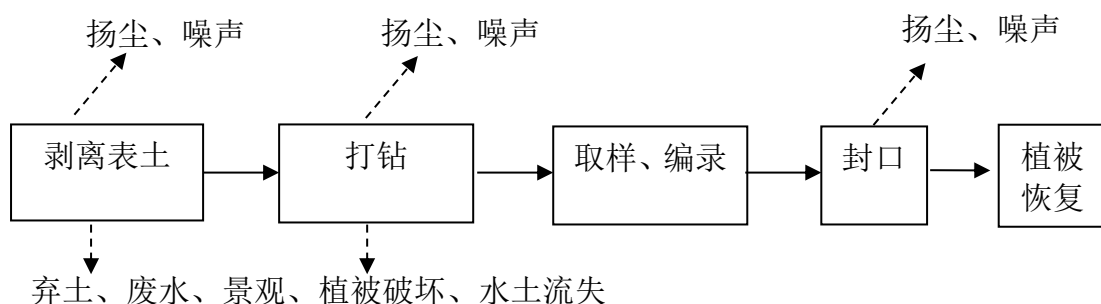 扬尘、噪声
扬尘、噪声
扬尘、噪声
剥离表土
打钻
取样、编录
封口
植被
恢复
弃土、废水、景观、植被破坏、水土流失